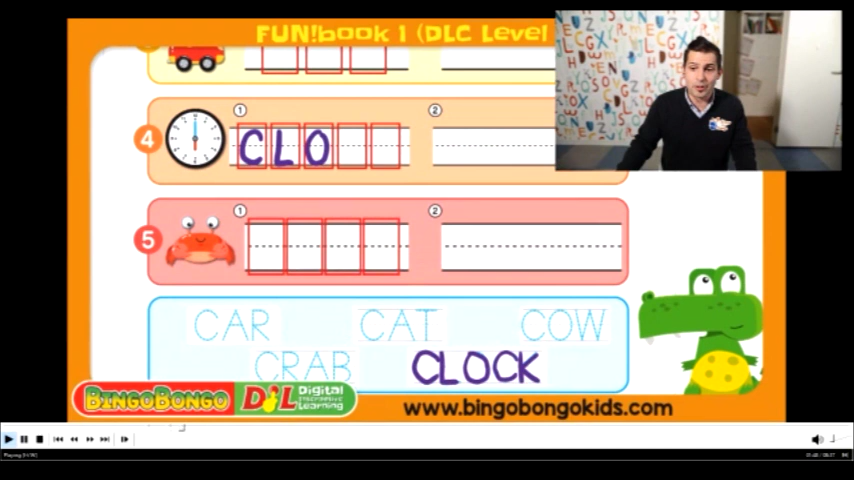 FUN!book 1 (DLC Level
4
1
2
CLO
5
1
2
CAR CAT COW
CRAB CLOCK
BINGOBONGO DiL Digital
Learning
www.bingobongokids.com